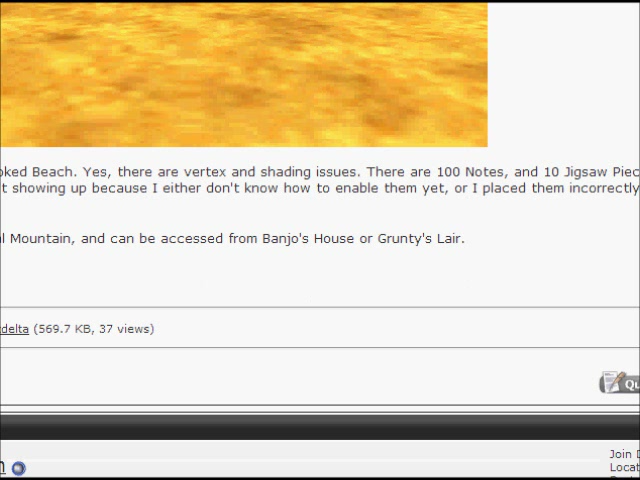 oked Beach. Yes, there are vertex and shading issues. There are 100 Notes, and 10 Jigsaw Piec
t showing up because I either don't know how to enable them yet, or I placed them incorrectly
l Mountain, and can be accessed from Banjo's House or Grunty's Lair.
delta (569.7 KB, 37 views)
Qu
Join D
Locat